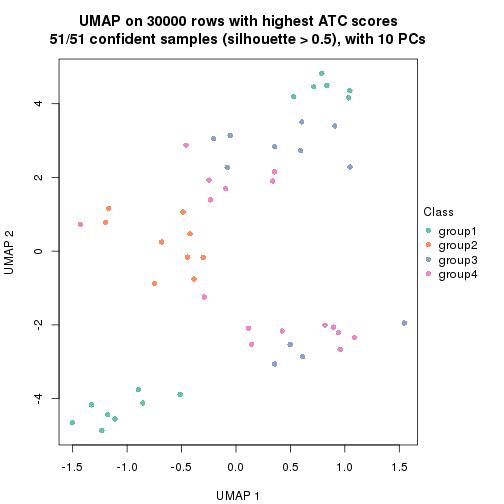 UMAP on 30000 rows with highest ATC scores
51/51 confident samples (silhouette > 0.5), with 10 PCs
4
2
0
-2
-4
UMAP 2
-1.5 -1.0 -0.5 0.0 0.5 1.0 1.5
UMAP 1
Class
group1
group2
group3
group4